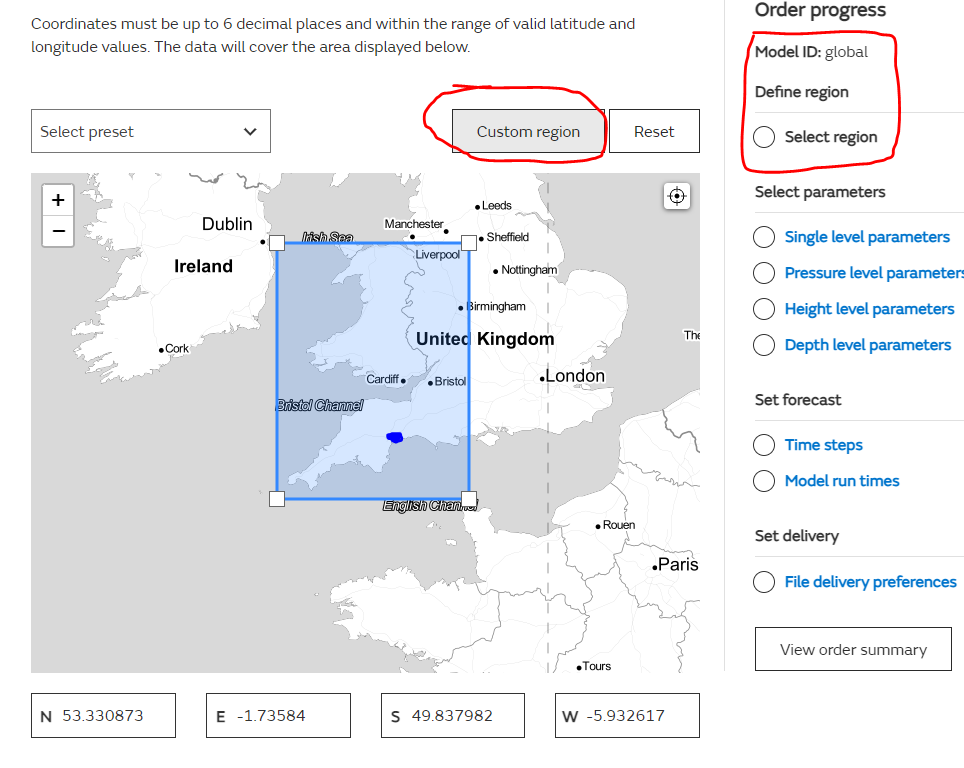 Coordinates must be up to 6 decimal places and within the range of valid latitude and
longitude values. The data will cover the area displayed below.
Select preset
Custom region
Reset
+
−
Leeds
Dublin
Manchester
Irish Sea
Sheffield
Liverpool
Ireland
Nottingham
Birmingham
United Kingdom
The
Cork
Cardiff
Bristol
London
Bristol Channel
English Channel
Rouen
Paris
Tours
N 53.330873
E -1.73584
S 49.837982
W -5.932617
Order progress
Model ID: global
Define region
Select region
Select parameters
Single level parameters
Pressure level parameters
Height level parameters
Depth level parameters
Set forecast
Time steps
Model run times
Set delivery
File delivery preferences
View order summary